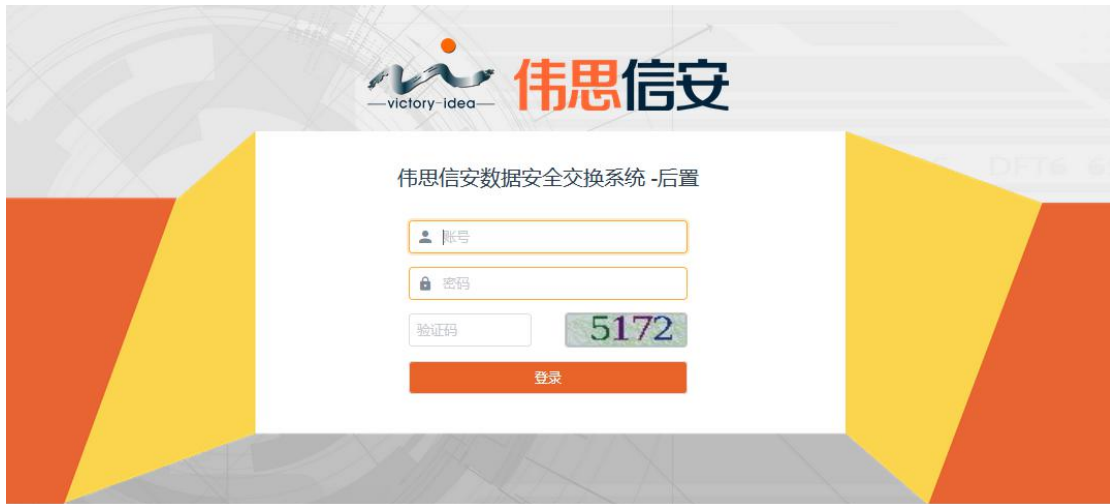 victory-idea
伟思信安
伟思信安数据安全交换系统 -后置
账号
密码
验证码
5172
登录